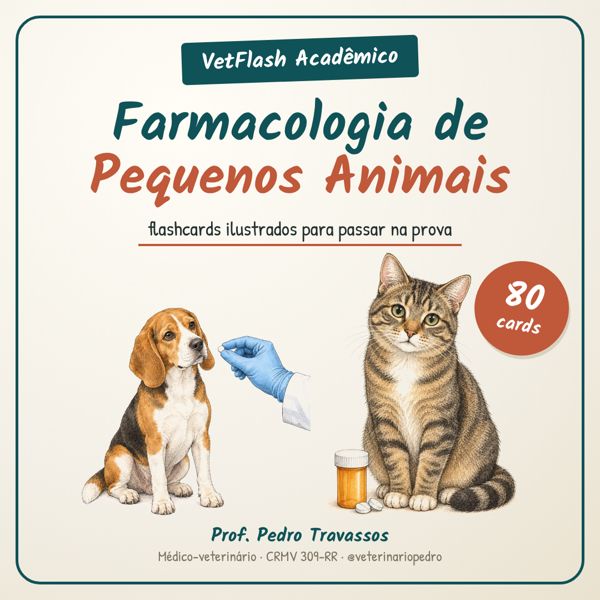 VetFlash Acadêmico
Farmacologia de
Pequenos Animais
flashcards ilustrados para passar na prova
80
cards
Prof. Pedro Travassos
Médico-veterinário · CRMV 309-RR · @veterinariopedro